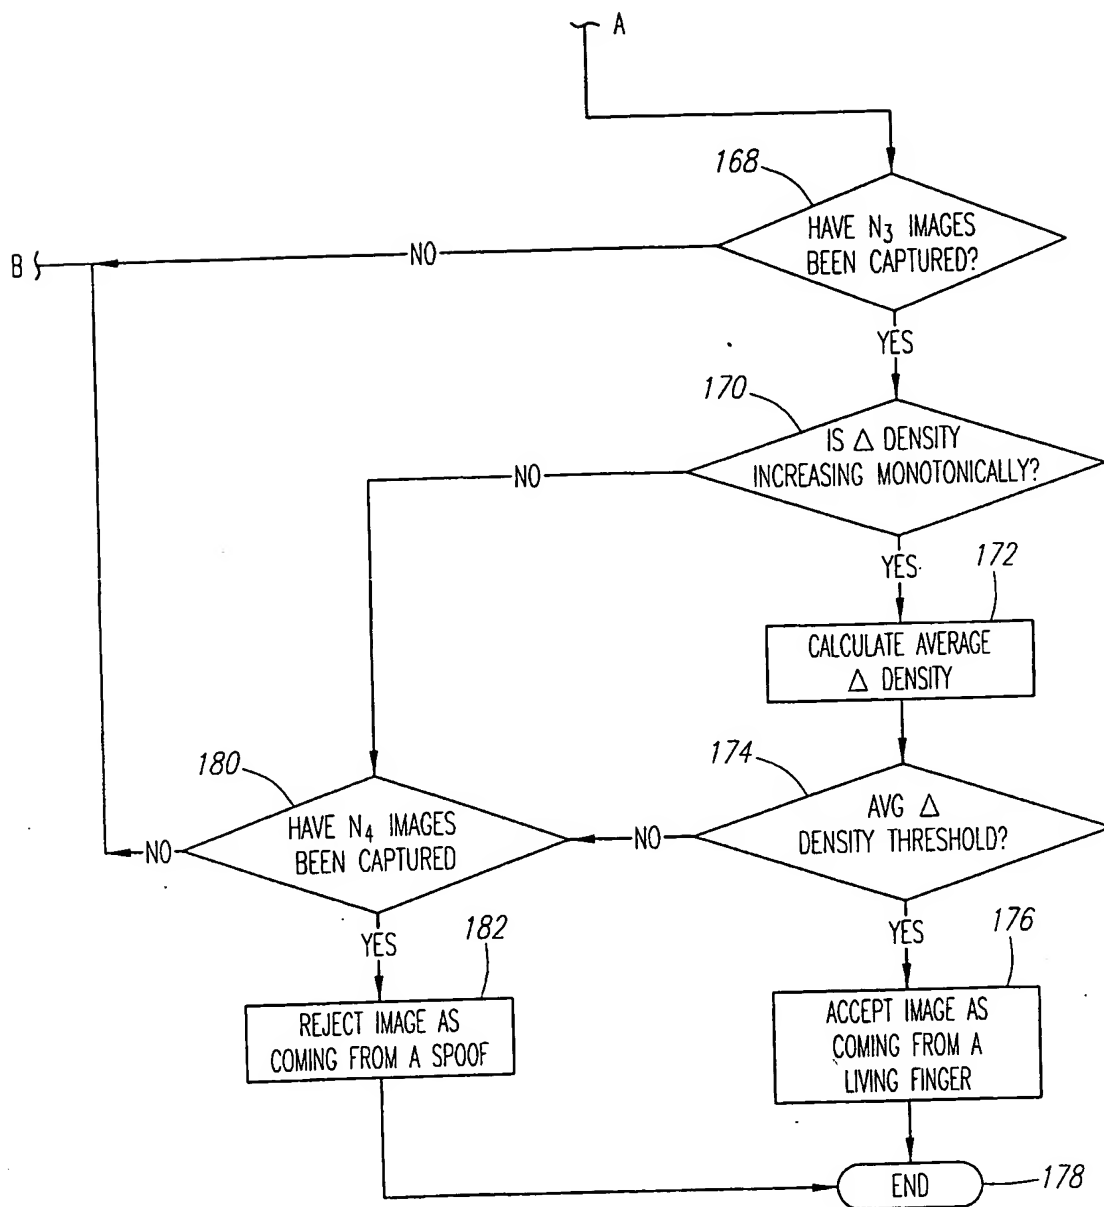 A
168
HAVE N3 IMAGES
BEEN CAPTURED?
B
NO
YES
170
IS Δ DENSITY
INCREASING MONOTONICALLY?
NO
YES
172
CALCULATE AVERAGE
Δ DENSITY
174
AVG Δ
DENSITY THRESHOLD?
NO
180
HAVE N4 IMAGES
BEEN CAPTURED
NO
YES
182
REJECT IMAGE AS
COMING FROM A SPOOF
YES
176
ACCEPT IMAGE AS
COMING FROM A
LIVING FINGER
END
178